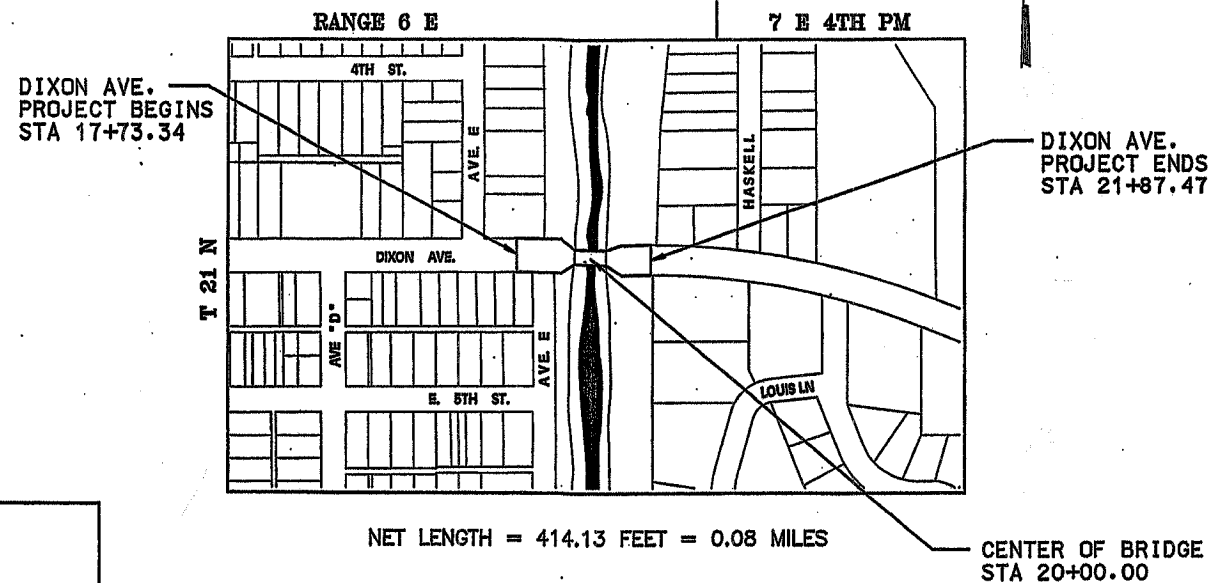 RANGE 6 E
7 E 4TH PM
DIXON AVE.
PROJECT BEGINS
STA 17+73.34
4TH ST.
AVE. E
HASKELL
DIXON AVE.
PROJECT ENDS
STA 21+87.47
T 21 N
DIXON AVE.
AVE "D"
AVE. E
E. 5TH ST.
LOUIS LN
NET LENGTH = 414.13 FEET = 0.08 MILES
CENTER OF BRIDGE
STA 20+00.00